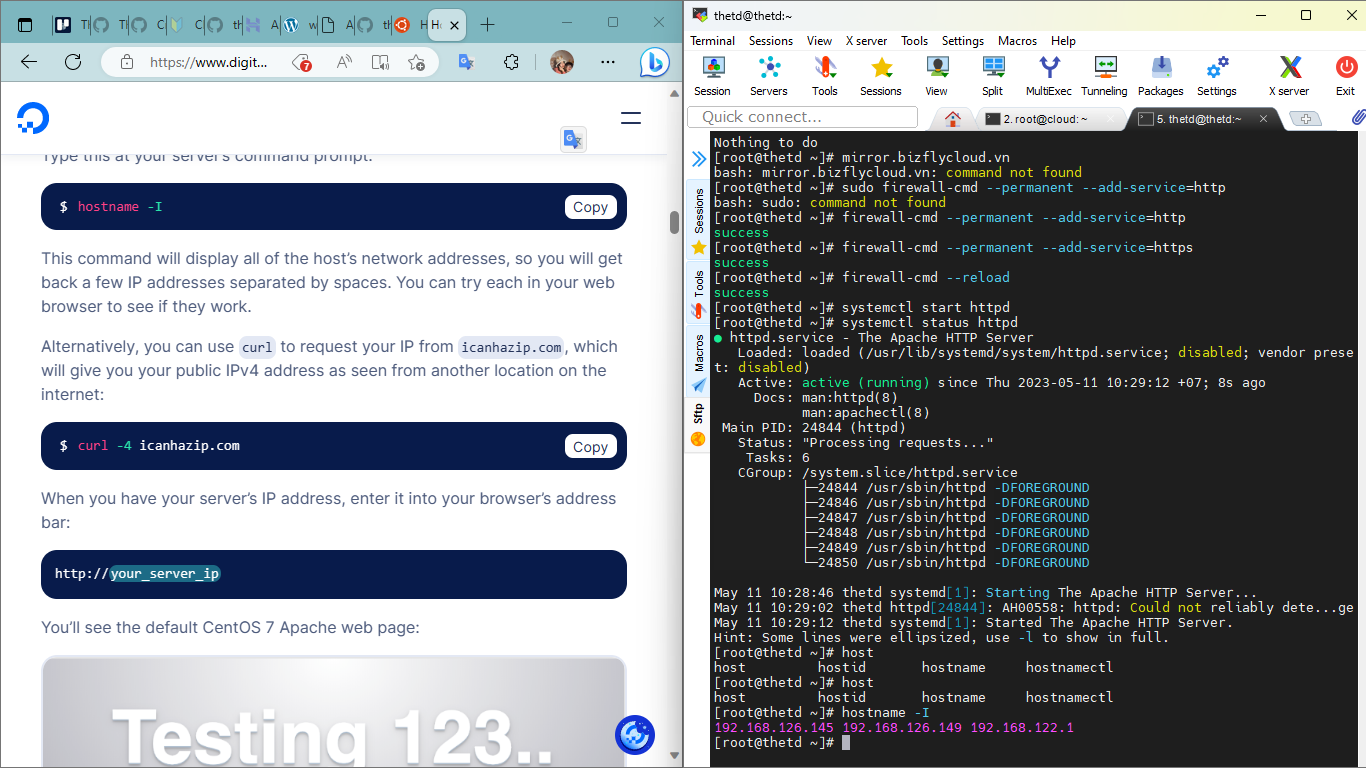 T
T
C
C
th
A
w
A
th
H
H
https://www.digit...
7
Type this at your server's command prompt.
$ hostname -I
Copy
This command will display all of the host's network addresses, so you will get
back a few IP addresses separated by spaces. You can try each in your web
browser to see if they work.
Alternatively, you can use curl to request your IP from icanhazip.com, which
will give you your public IPv4 address as seen from another location on the
internet:
$ curl -4 icanhazip.com
Copy
When you have your server's IP address, enter it into your browser's address
bar:
http://your_server_ip
You'll see the default CentOS 7 Apache web page:
Testing 123..
thetd@thetd:~
Terminal Sessions View X server Tools Settings Macros Help
Session Servers Tools Sessions View Split MultiExec Tunneling Packages Settings X server Exit
Quick connect...
2. root@cloud: ~
5. thetd@thetd:~
Sessions
Tools
Macros
Sftp
Nothing to do
[root@thetd ~]# mirror.bizflycloud.vn
bash: mirror.bizflycloud.vn: command not found
[root@thetd ~]# sudo firewall-cmd --permanent --add-service=http
bash: sudo: command not found
[root@thetd ~]# firewall-cmd --permanent --add-service=http
success
[root@thetd ~]# firewall-cmd --permanent --add-service=https
success
[root@thetd ~]# firewall-cmd --reload
success
[root@thetd ~]# systemctl start httpd
[root@thetd ~]# systemctl status httpd
● httpd.service - The Apache HTTP Server
Loaded: loaded (/usr/lib/systemd/system/httpd.service; disabled; vendor prese
t: disabled)
Active: active (running) since Thu 2023-05-11 10:29:12 +07; 8s ago
Docs: man:httpd(8)
man:apachectl(8)
Main PID: 24844 (httpd)
Status: "Processing requests..."
Tasks: 6
CGroup: /system.slice/httpd.service
├─24844 /usr/sbin/httpd -DFOREGROUND
├─24846 /usr/sbin/httpd -DFOREGROUND
├─24847 /usr/sbin/httpd -DFOREGROUND
├─24848 /usr/sbin/httpd -DFOREGROUND
├─24849 /usr/sbin/httpd -DFOREGROUND
└─24850 /usr/sbin/httpd -DFOREGROUND
May 11 10:28:46 thetd systemd[1]: Starting The Apache HTTP Server...
May 11 10:29:02 thetd httpd[24844]: AH00558: httpd: Could not reliably dete...ge
May 11 10:29:12 thetd systemd[1]: Started The Apache HTTP Server.
Hint: Some lines were ellipsized, use -l to show in full.
[root@thetd ~]# host
host hostid hostname hostnamectl
[root@thetd ~]# host
host hostid hostname hostnamectl
[root@thetd ~]# hostname -I
192.168.126.145 192.168.126.149 192.168.122.1
[root@thetd ~]#